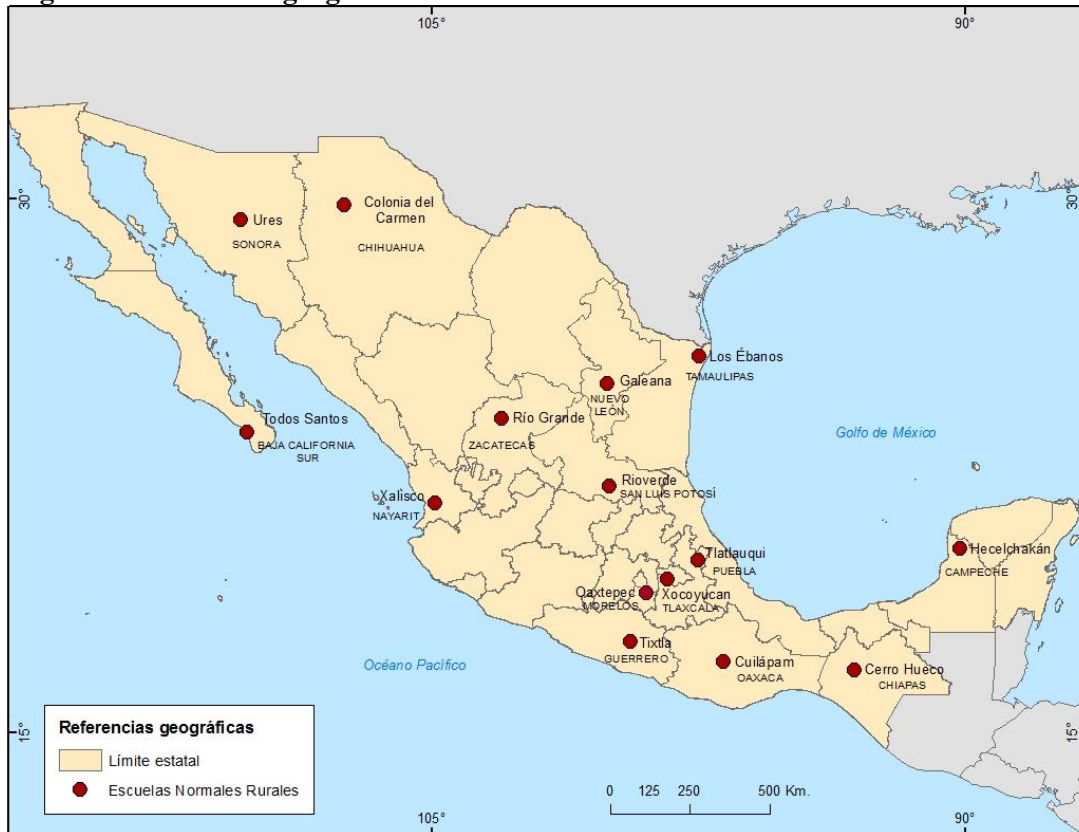 105°
90°
30°
30°
Colonia del
Carmen
CHIHUAHUA
Ures
SONORA
Los Ébanos
TAMAULIPAS
Galeana
NUEVO
LEÓN
Todos Santos
BAJA CALIFORNIA
SUR
Río Grande
ZACATECAS
Golfo de México
Rioverde
SAN LUIS POTOSÍ
Xalisco
NAYARIT
Tlatlauqui
PUEBLA
Hecelchakán
CAMPECHE
Oaxtepec
MORELOS
Xocoyucan
TLAXCALA
Tixtla
GUERRERO
Cuilápam
OAXACA
Cerro Hueco
CHIAPAS
Océano Pacífico
15°
15°
Referencias geográficas
Límite estatal
Escuelas Normales Rurales
0 125 250 500 Km.
105°
90°